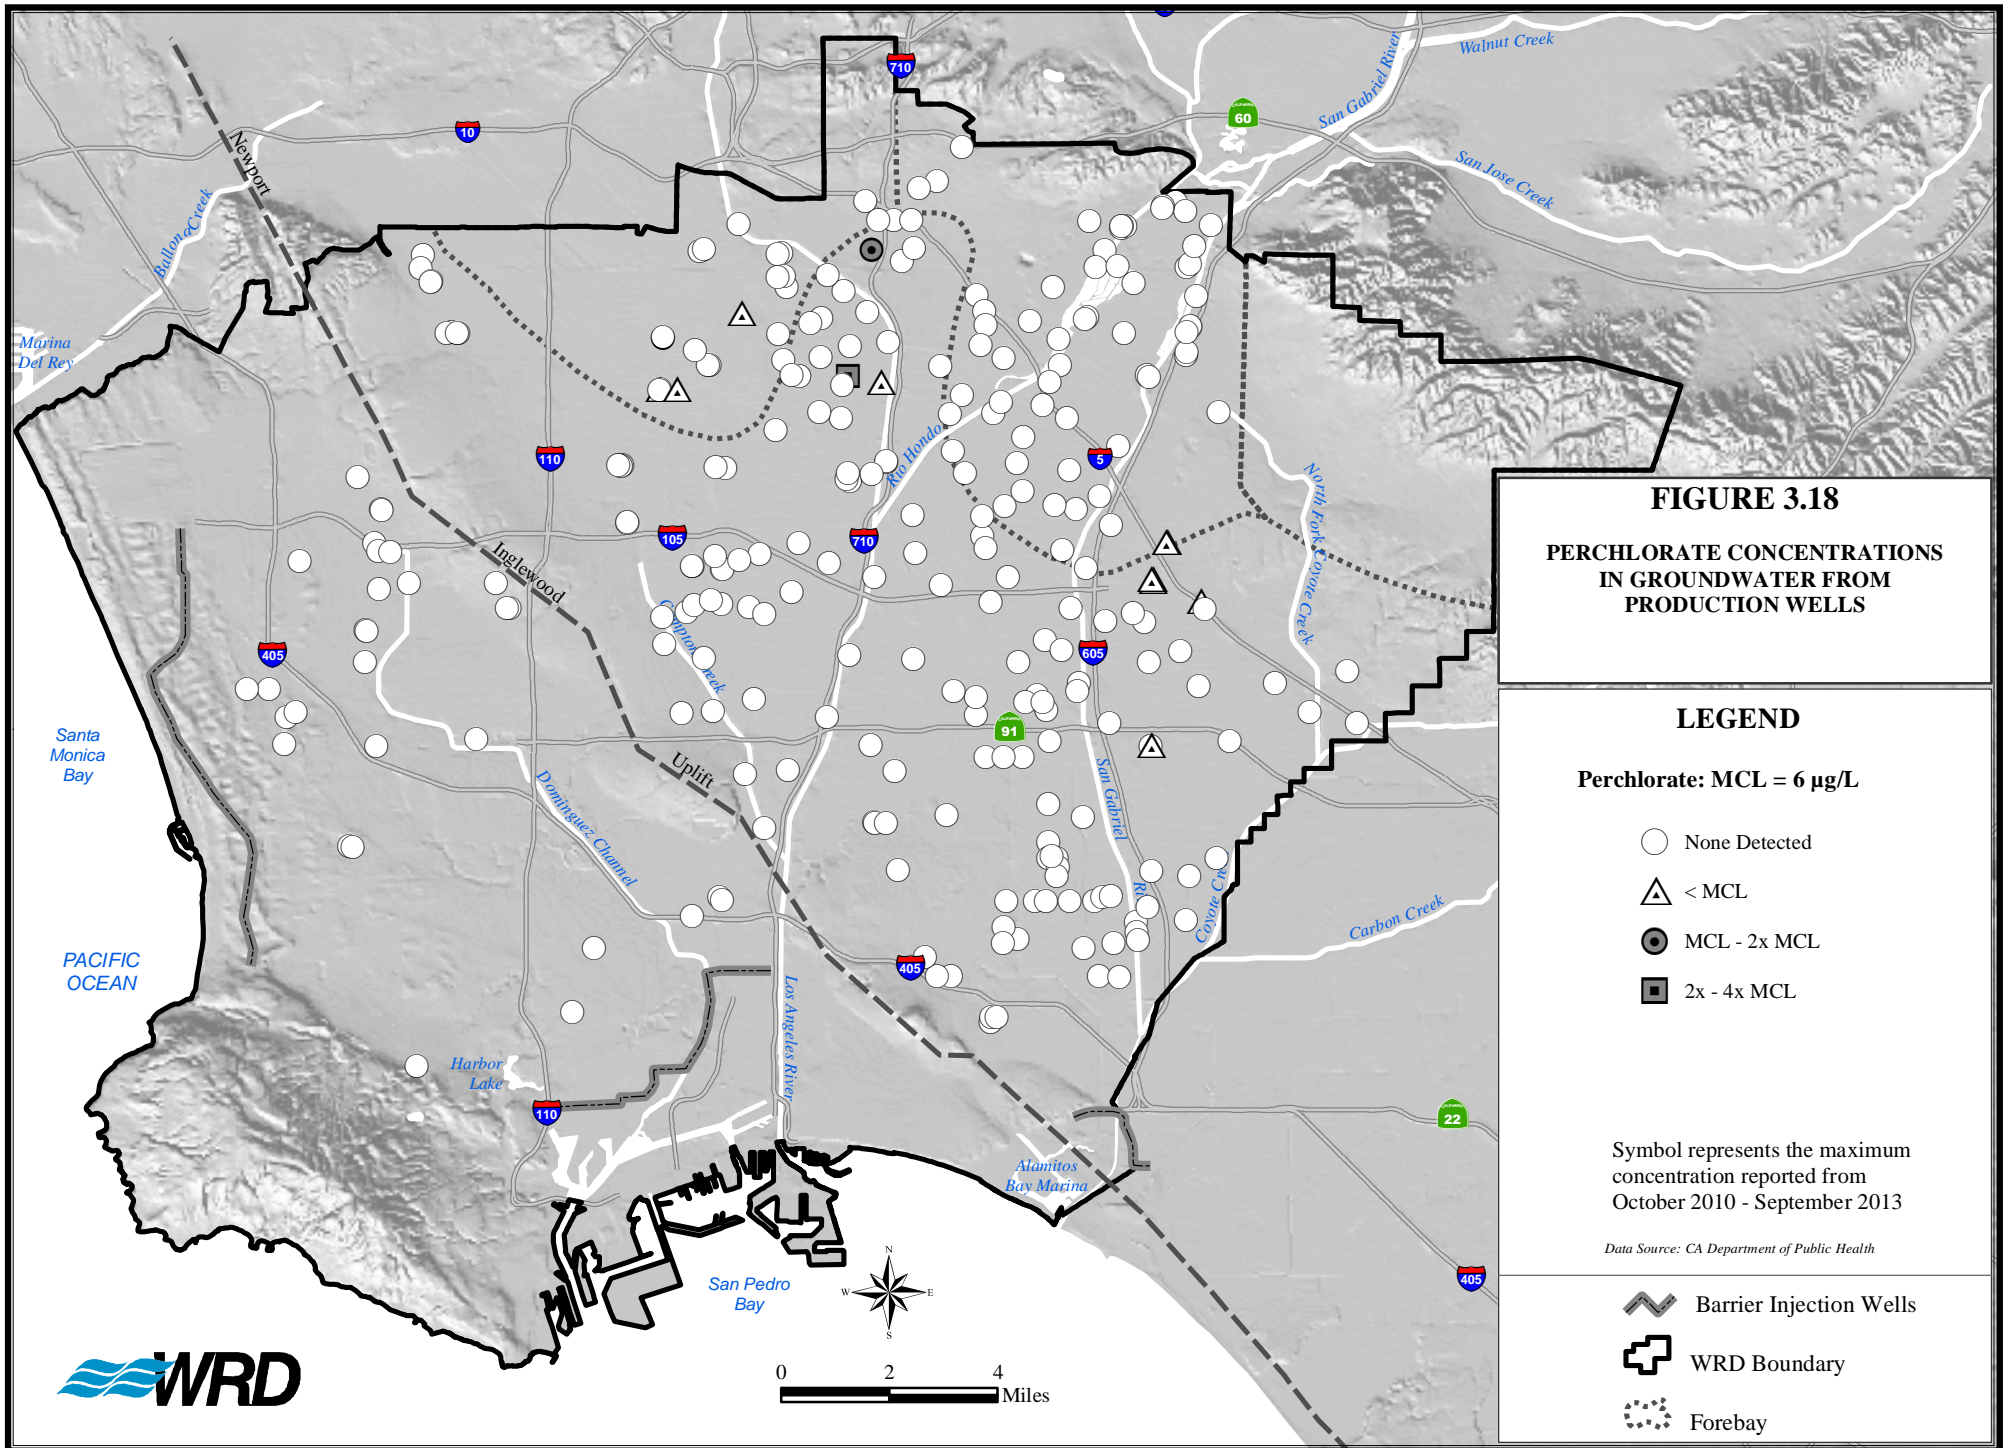 710
Walnut Creek
San Gabriel River
10
CALIFORNIA
60
San Jose Creek
Newport
Ballona Creek
Marina
Del Rey
110
Rio Hondo
5
North Fork Coyote Creek
105
710
Inglewood
Compton Creek
405
605
Santa
Monica
Bay
CALIFORNIA
91
Uplift
Dominguez Channel
San Gabriel
Coyote
Carbon Creek
PACIFIC
OCEAN
405
Los Angeles River
Harbor
Lake
110
CALIFORNIA
22
Alamitos
Bay Marina
405
San Pedro
Bay
N
W
E
S
0 2 4
Miles
WRD
FIGURE 3.18
PERCHLORATE CONCENTRATIONS
IN GROUNDWATER FROM
PRODUCTION WELLS
LEGEND
Perchlorate: MCL = 6 µg/L
None Detected
< MCL
MCL - 2x MCL
2x - 4x MCL
Symbol represents the maximum
concentration reported from
October 2010 - September 2013
Data Source: CA Department of Public Health
Barrier Injection Wells
WRD Boundary
Forebay